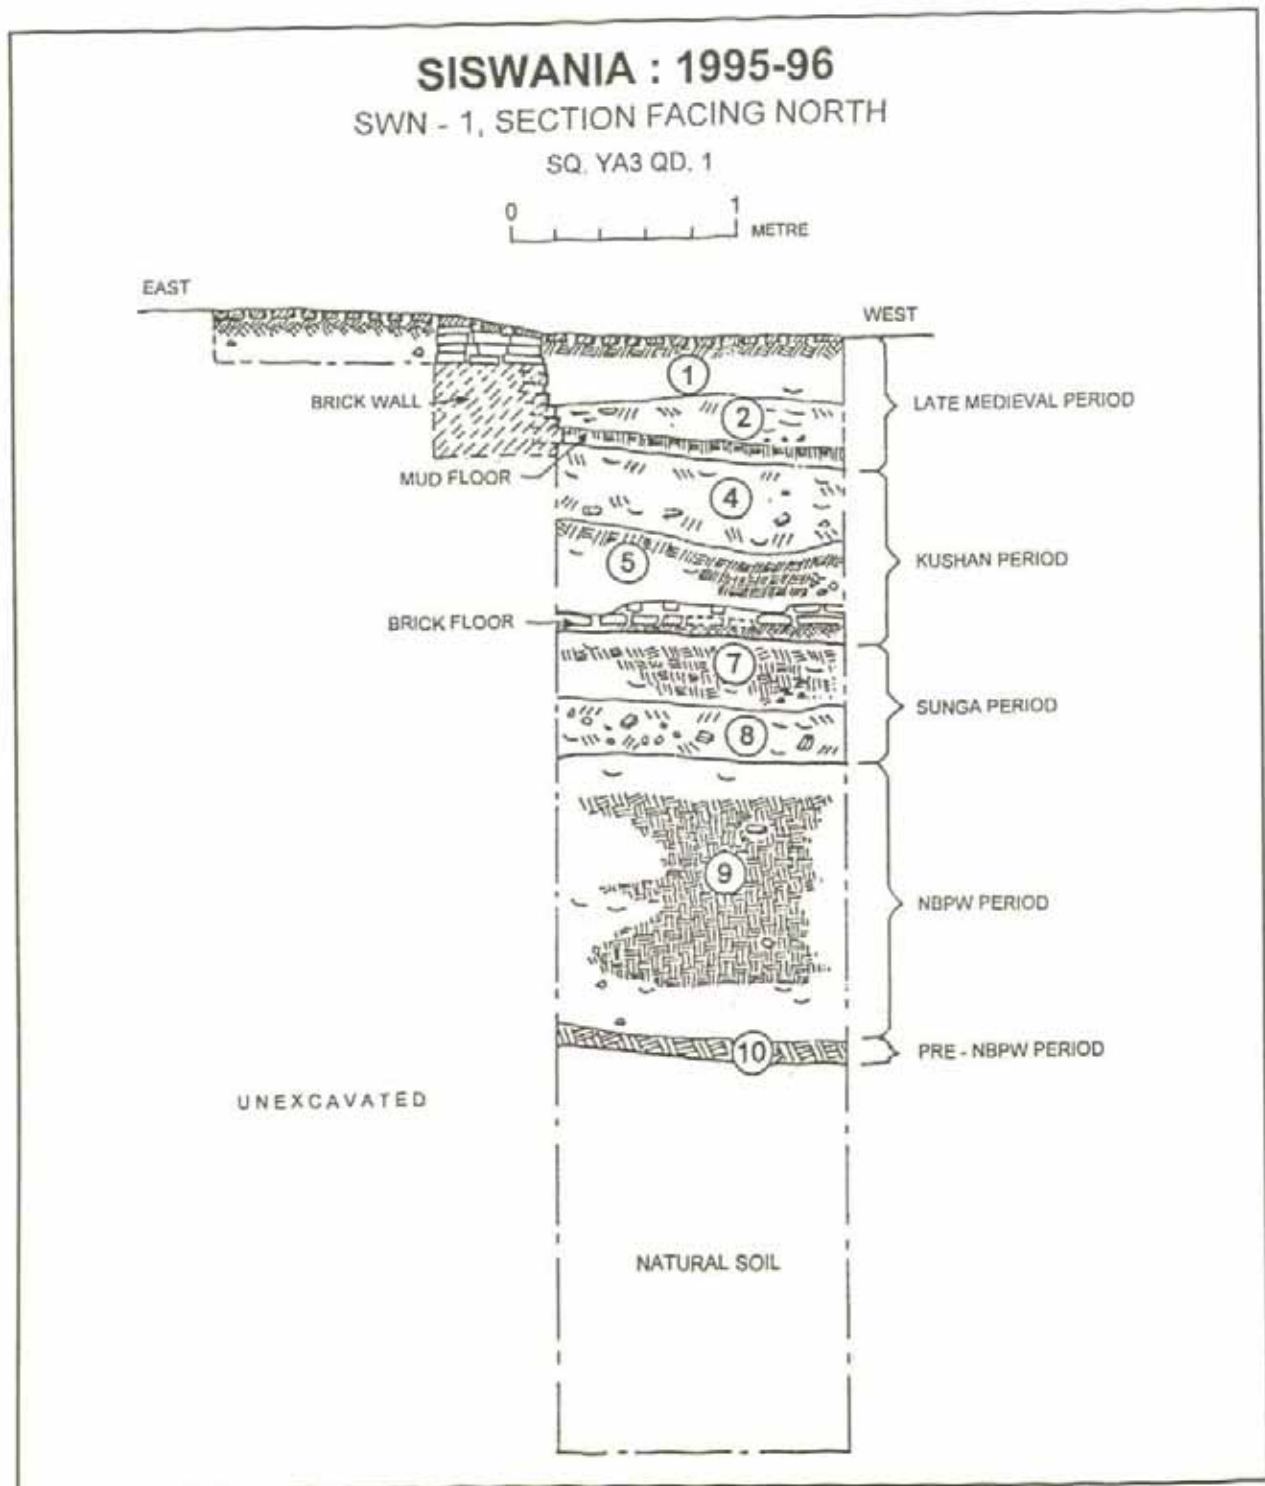 SISWANIA : 1995-96
SWN - 1, SECTION FACING NORTH
SQ. YA3 QD. 1
0 1
METRE
EAST
WEST
1
BRICK WALL
2
LATE MEDIEVAL PERIOD
MUD FLOOR
4
5
KUSHAN PERIOD
BRICK FLOOR
7
SUNGA PERIOD
8
9
NBPW PERIOD
10
PRE - NBPW PERIOD
UNEXCAVATED
NATURAL SOIL